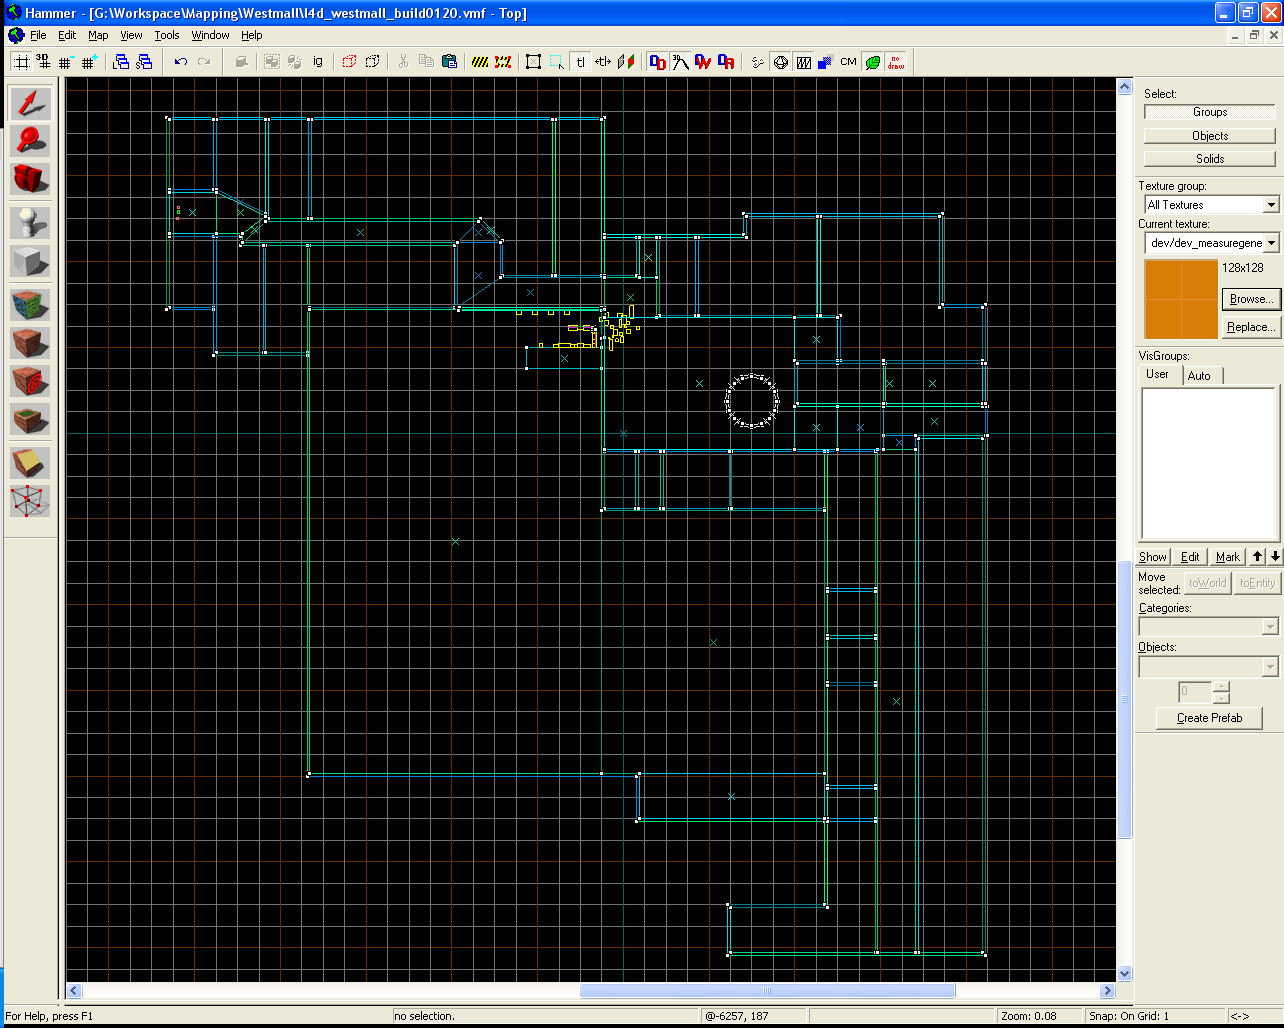 Hammer - [G:\Workspace\Mapping\Westmall\l4d_westmall_build0120.vmf - Top]
File Edit Map View Tools Window Help
3D ig tl <tl> CM no draw
Select:
Groups
Objects
Solids
Texture group:
All Textures
Current texture:
dev/dev_measuregene
128x128
Browse...
Replace...
VisGroups:
User Auto
Show Edit Mark
Move selected: toWorld toEntity
Categories:
Objects:
0
Create Prefab
For Help, press F1 no selection. @-6257, 187 Zoom: 0.08 Snap: On Grid: 1 <->